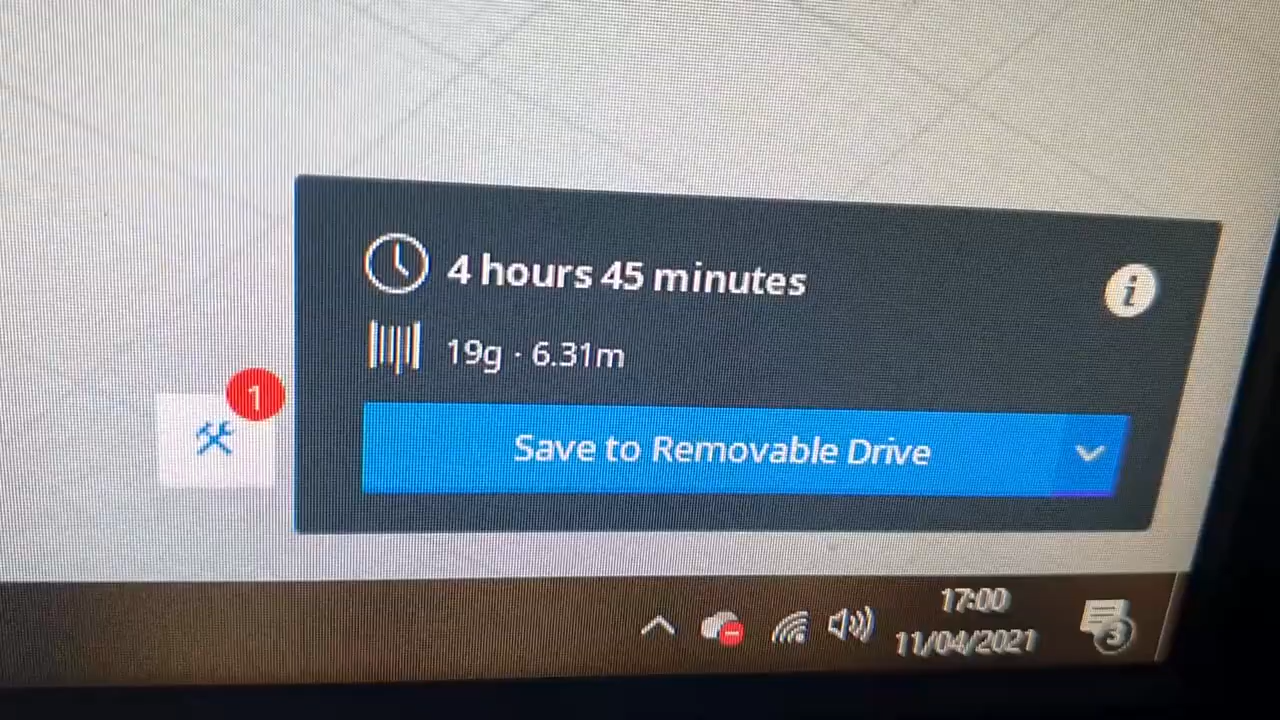 4 hours 45 minutes
19g · 6.31m
1
Save to Removable Drive
17:00
11/04/2021
3